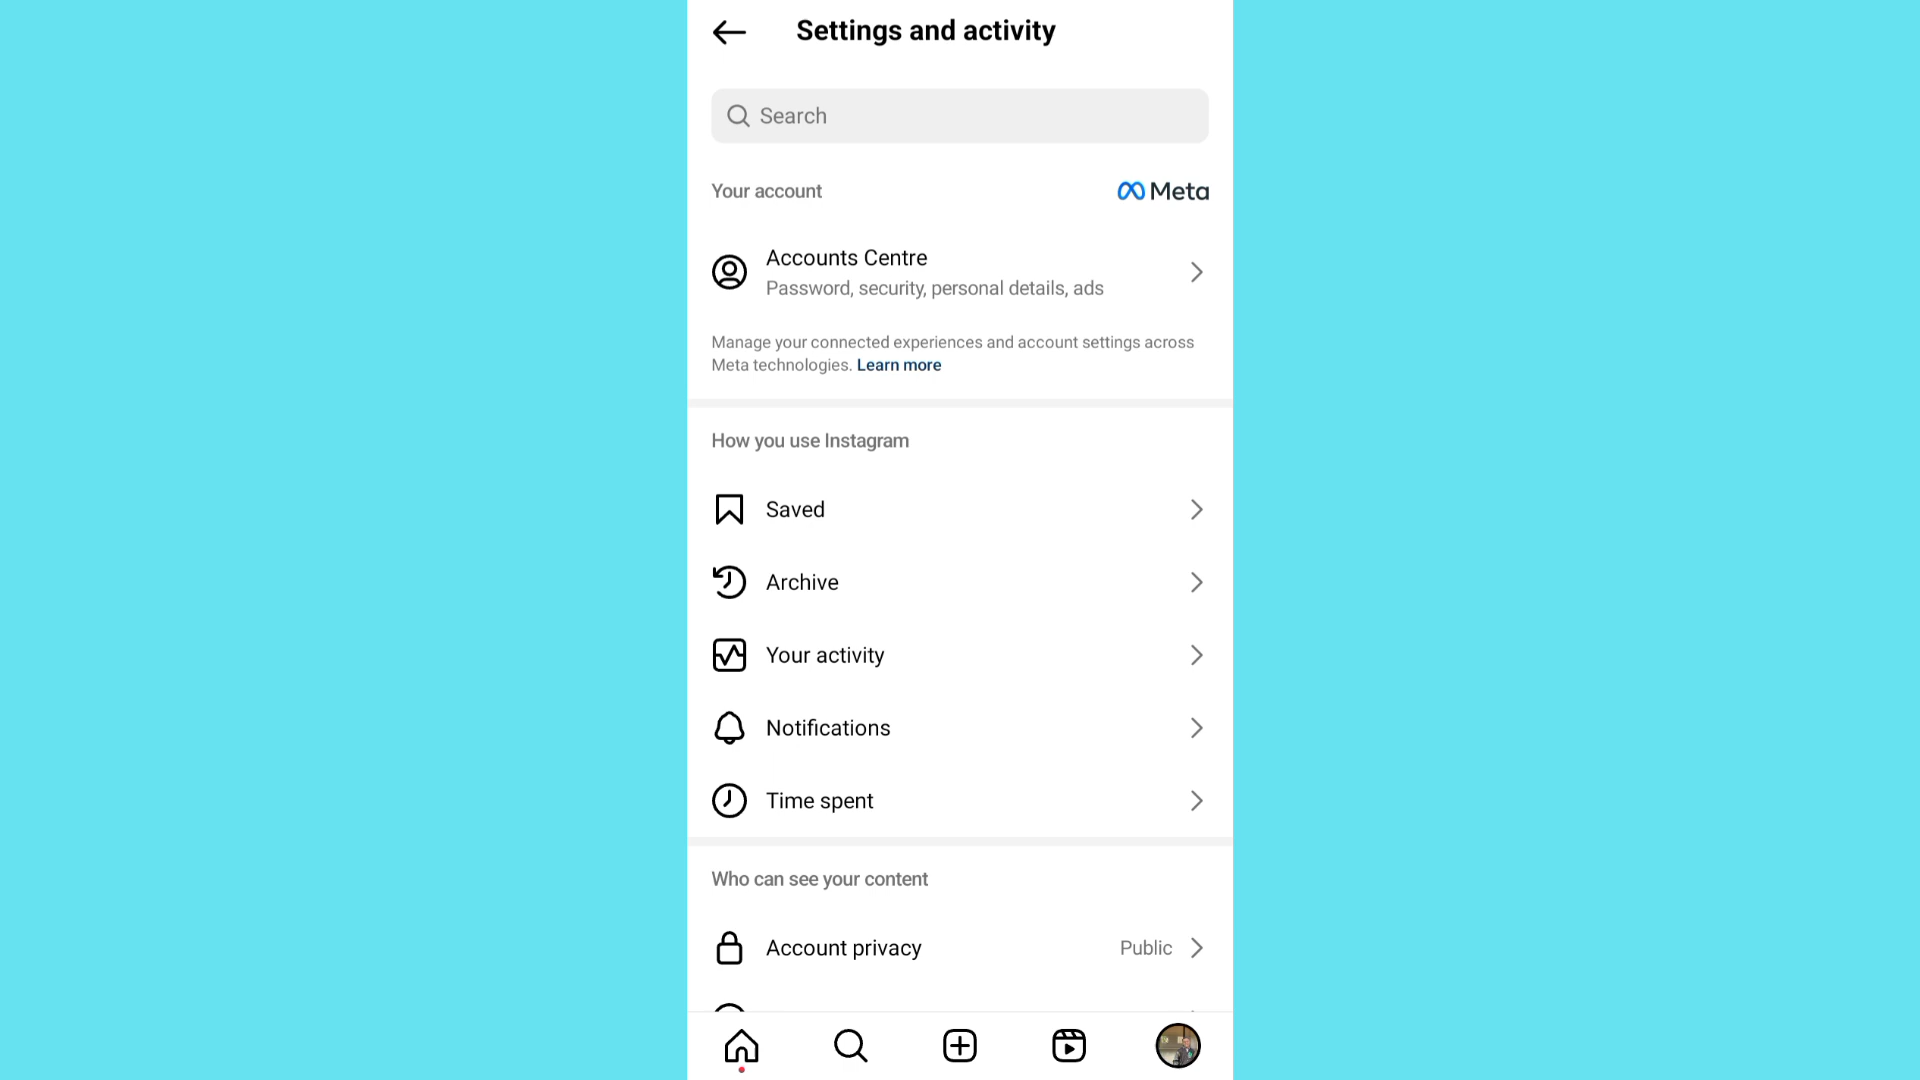 Settings and activity
Search
Your account
Meta
Accounts Centre
Password, security, personal details, ads
Manage your connected experiences and account settings across
Meta technologies. Learn more
How you use Instagram
Saved
Archive
Your activity
Notifications
Time spent
Who can see your content
Account privacy
Public